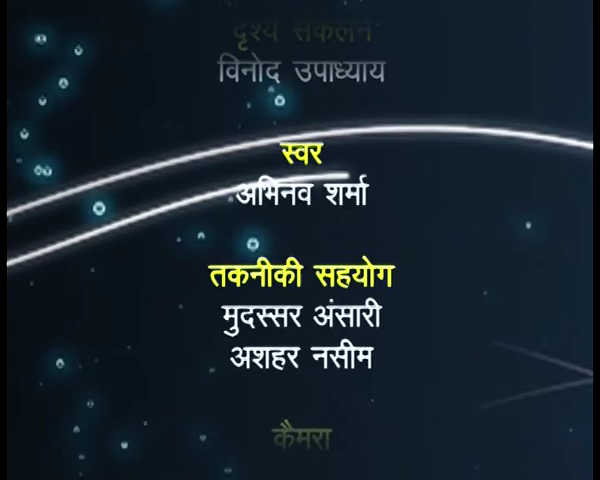 दृश्य संकलन
विनोद उपाध्याय
स्वर
अभिनव शर्मा
तकनीकी सहयोग
मुदस्सर अंसारी
अशहर नसीम
कैमरा